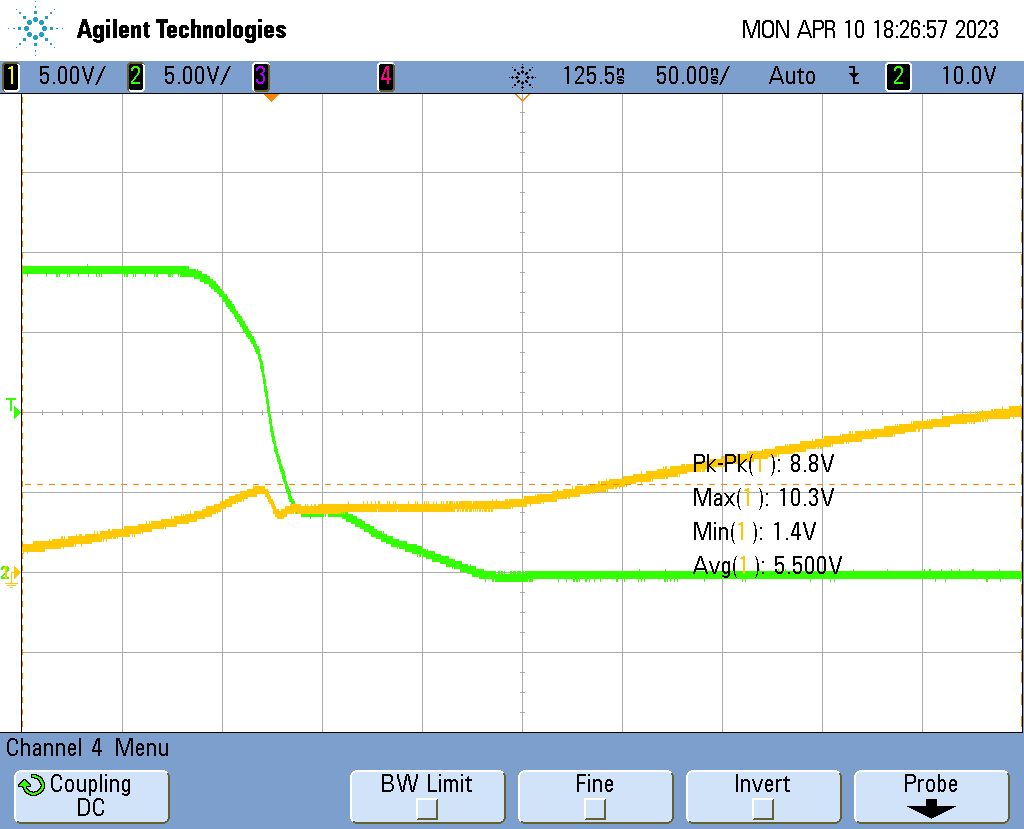 Agilent Technologies
MON APR 10 18:26:57 2023
1 5.00V/ 2 5.00V/ 3 4 125.5s 50.00s/ Auto 2 10.0V
T
2
Pk-Pk(1): 8.8V
Max(1): 10.3V
Min(1): 1.4V
Avg(1): 5.500V
Channel 4 Menu
Coupling
DC
BW Limit
Fine
Invert
Probe